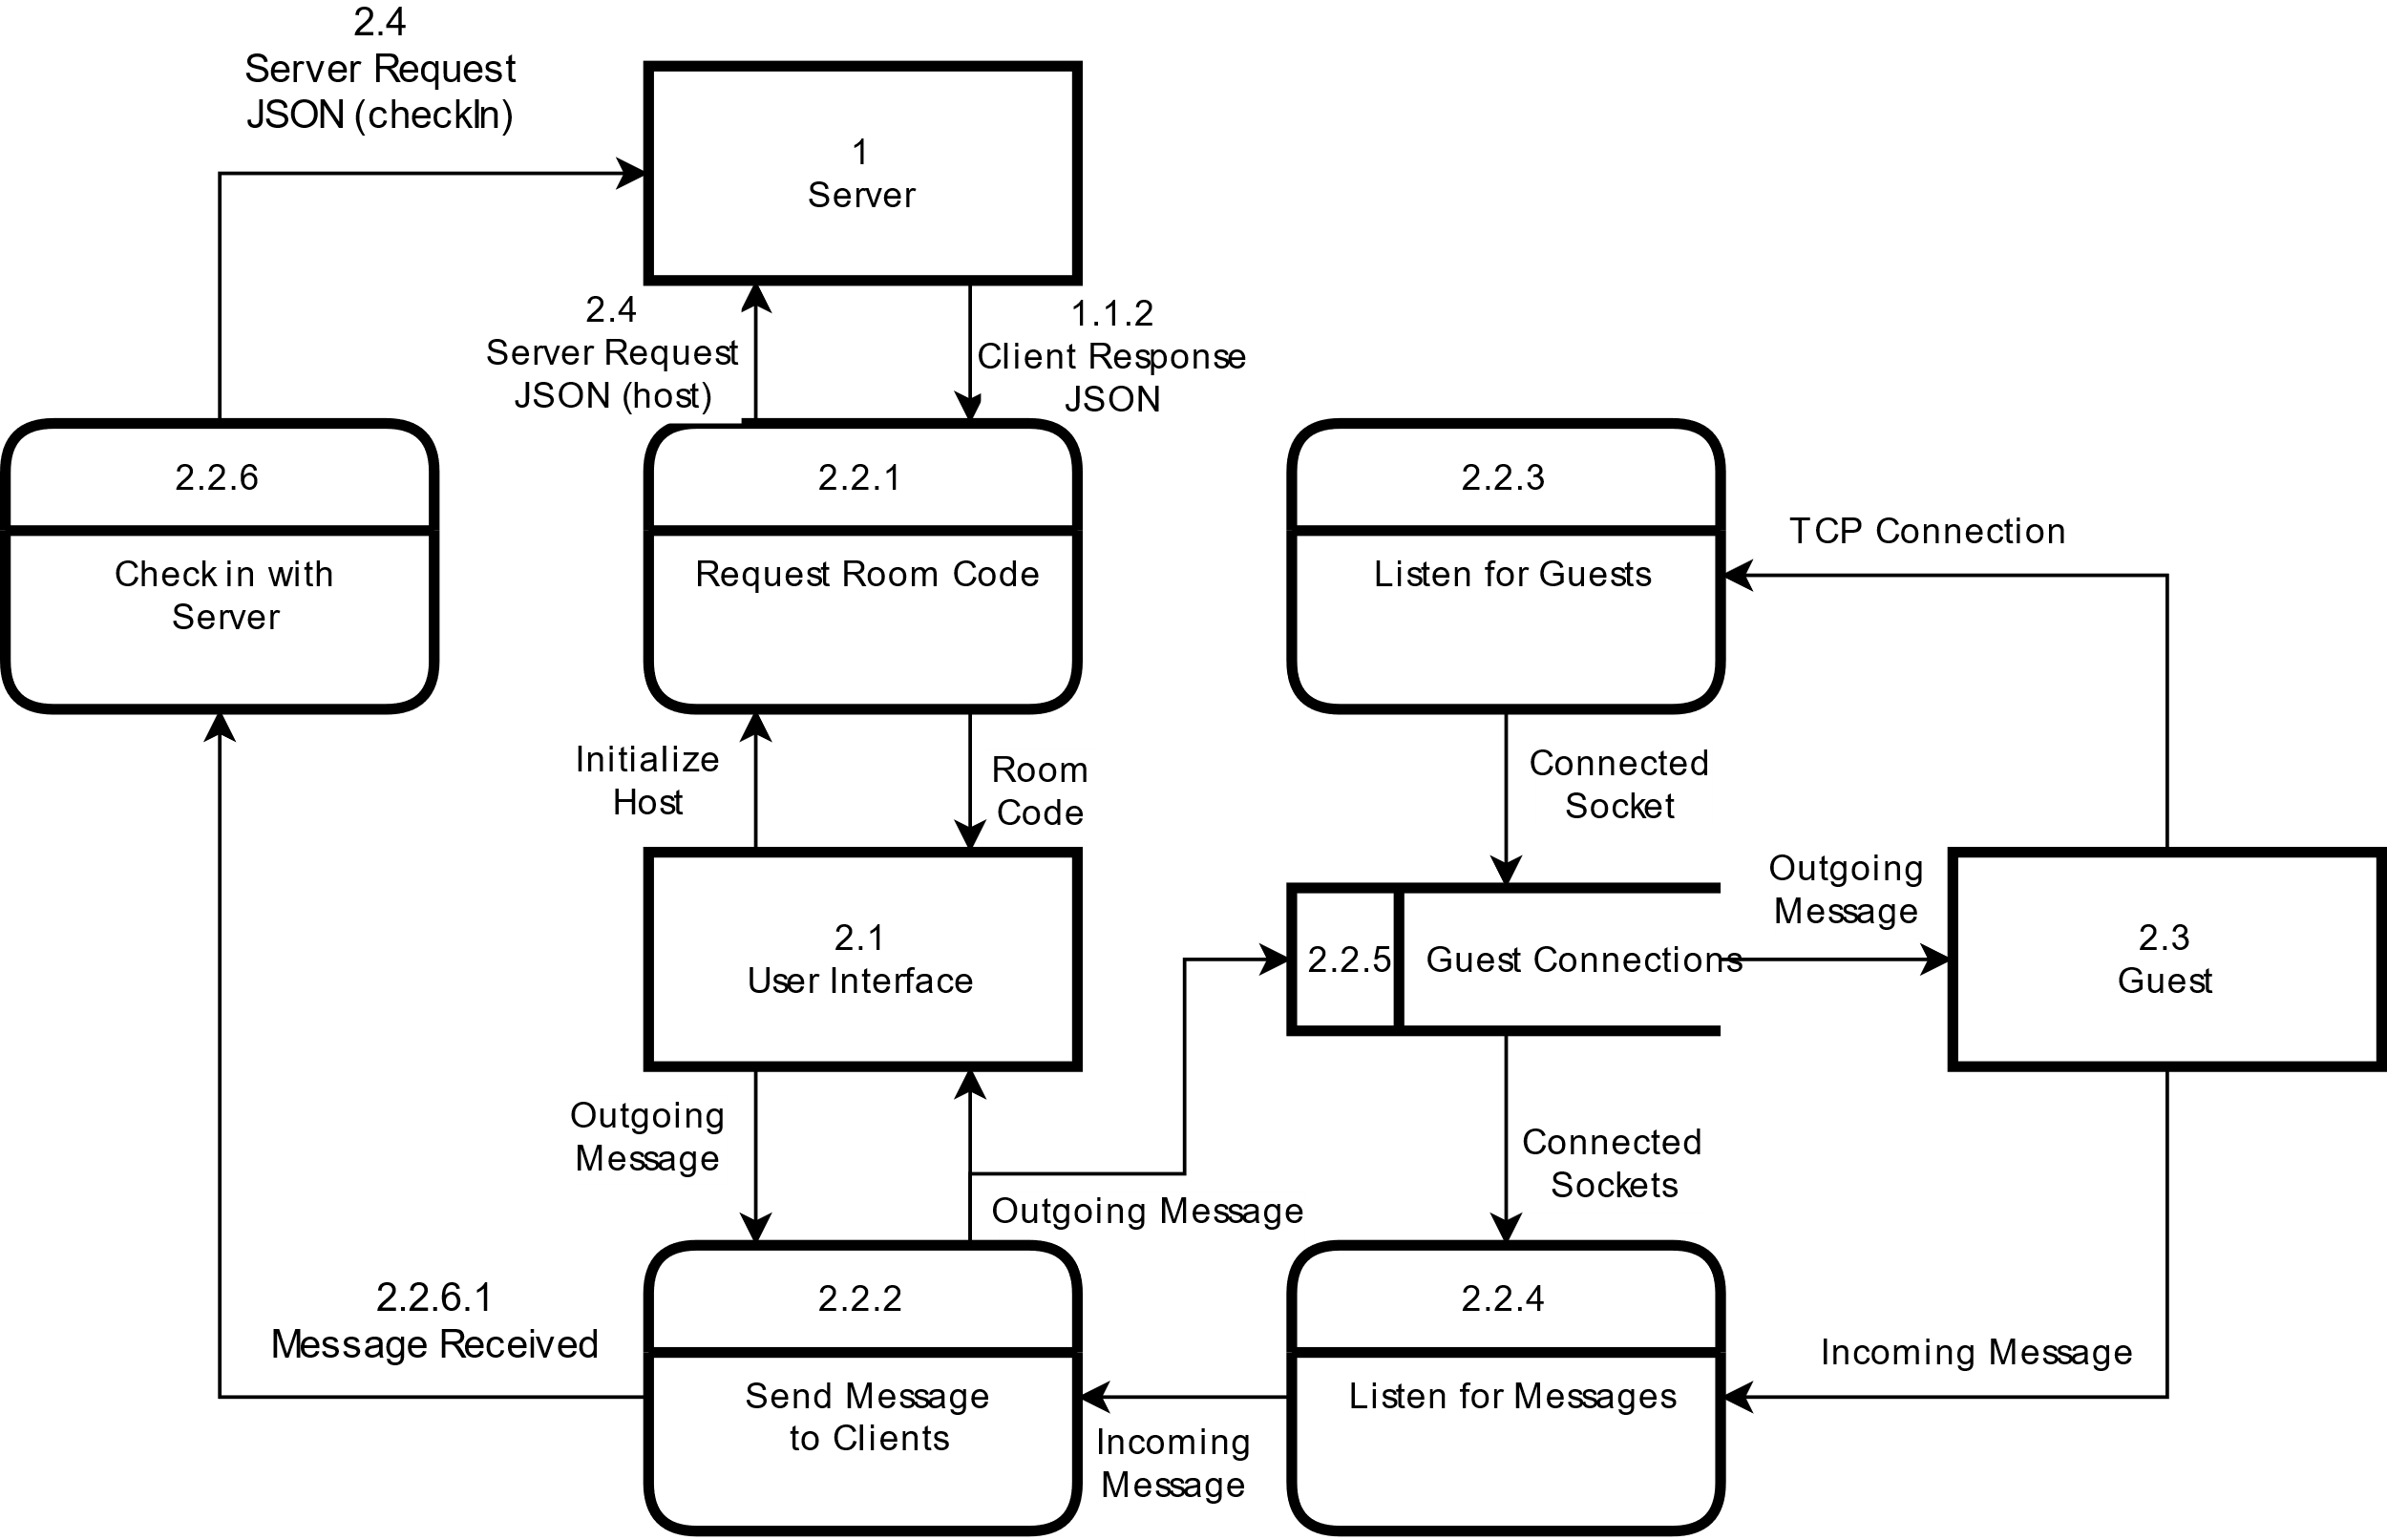 2.4
Server Request
JSON (checkIn)
1
Server
2.4
Server Request
JSON (host)
1.1.2
Client Response
JSON
2.2.6
Check in with
Server
2.2.1
Request Room Code
2.2.3
Listen for Guests
TCP Connection
Initialize
Host
Room
Code
Connected
Socket
2.1
User Interface
2.2.5
Guest Connections
Outgoing
Message
2.3
Guest
Outgoing
Message
Outgoing Message
Connected
Sockets
2.2.6.1
Message Received
2.2.2
Send Message
to Clients
2.2.4
Listen for Messages
Incoming Message
Incoming
Message